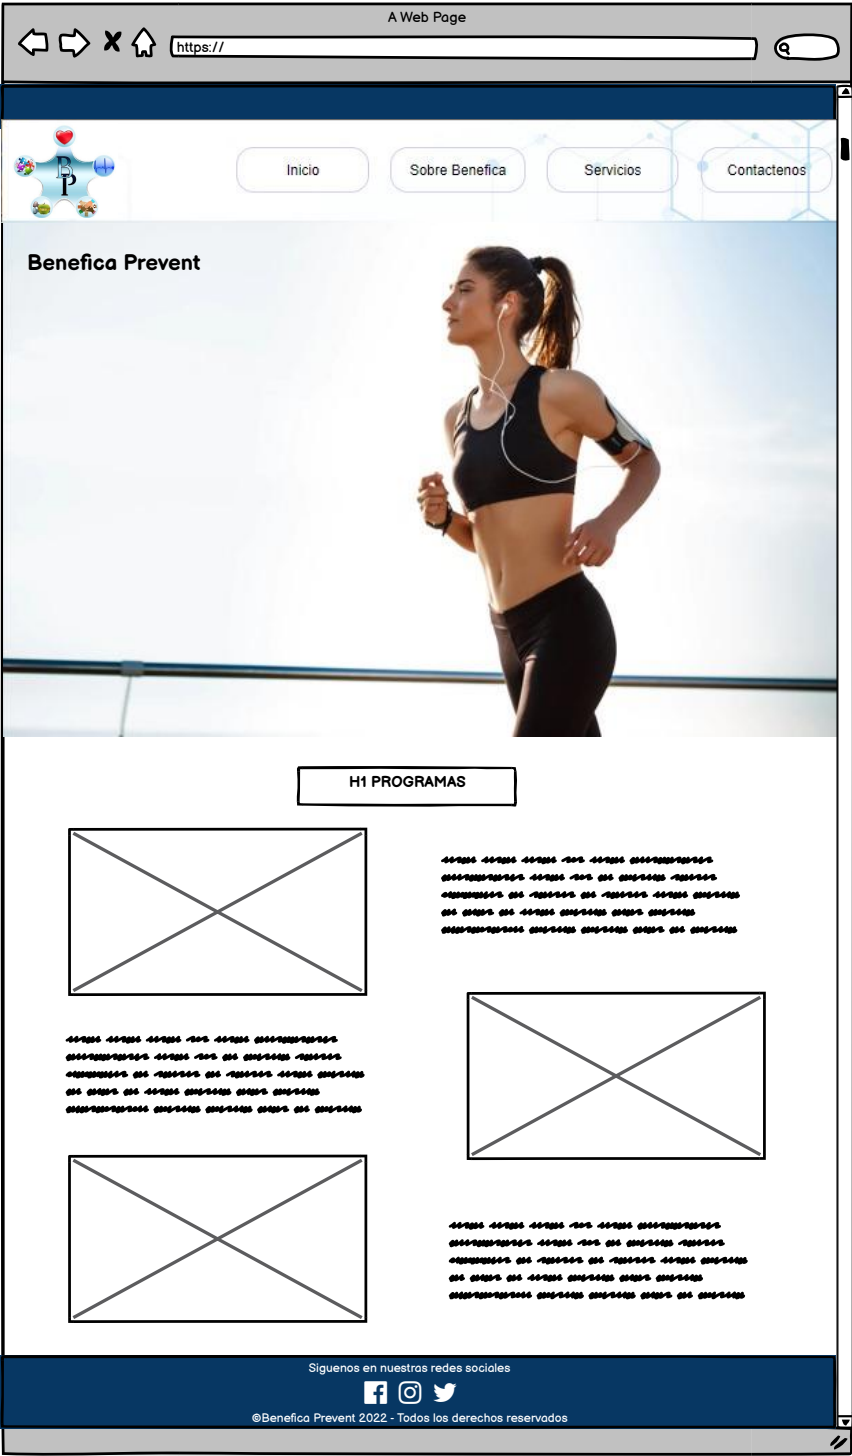 A Web Page
https://
BP
Inicio
Sobre Benefica
Servicios
Contactenos
Benefica Prevent
H1 PROGRAMAS
Siguenos en nuestras redes sociales
©Benefica Prevent 2022 - Todos los derechos reservados